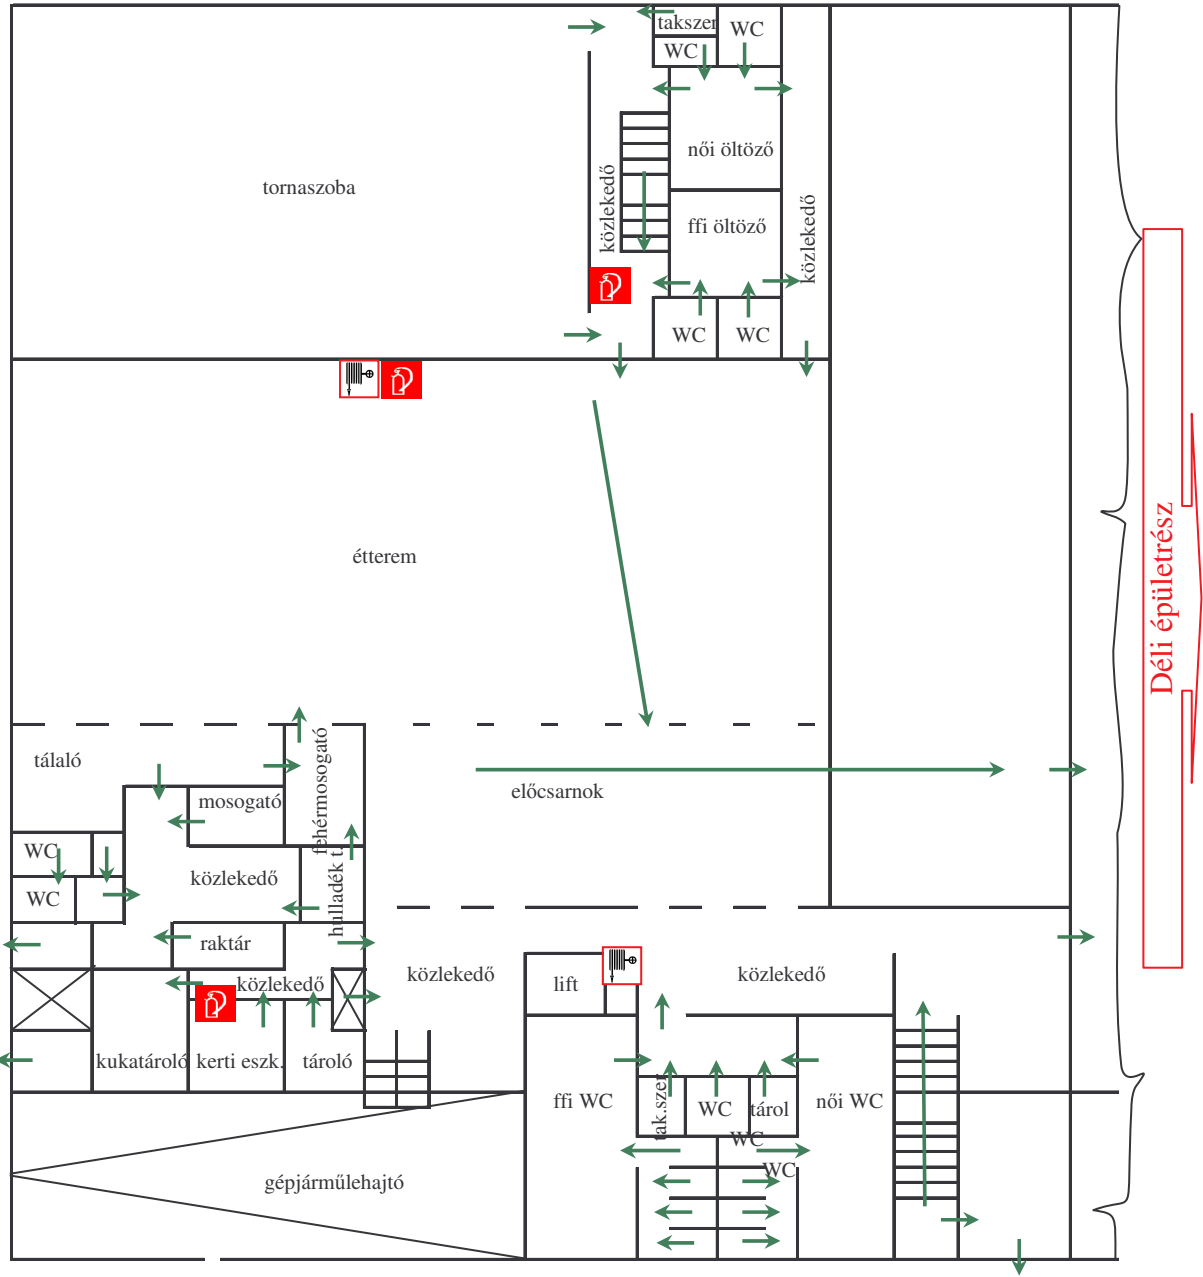 takszer
WC
WC
női öltöző
tornaszoba
közlekedő
ffi öltöző
közlekedő
WC
WC
étterem
Déli épületrész
tálaló
fehérmosogató
előcsarnok
mosogató
WC
közlekedő
hulladék t.
WC
raktár
közlekedő
közlekedő
közlekedő
lift
kukatároló
kerti eszk.
tároló
ffi WC
tak.szer
WC
tárol
női WC
WC
WC
gépjárműlehajtó